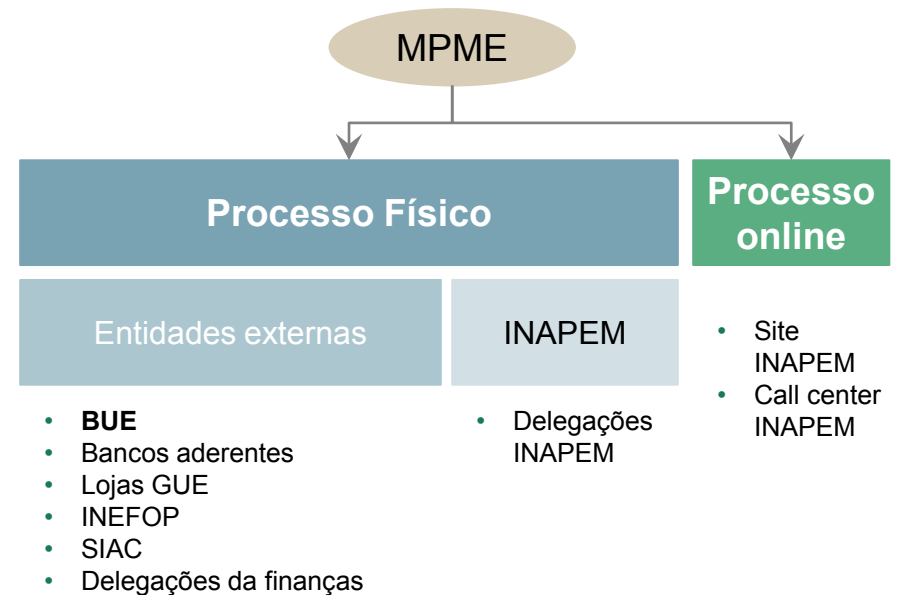 MPME
Processo Físico
Processo
online
Entidades externas
INAPEM
• BUE
• Bancos aderentes
• Lojas GUE
• INEFOP
• SIAC
• Delegações da finanças
• Delegações
INAPEM
• Site
INAPEM
• Call center
INAPEM